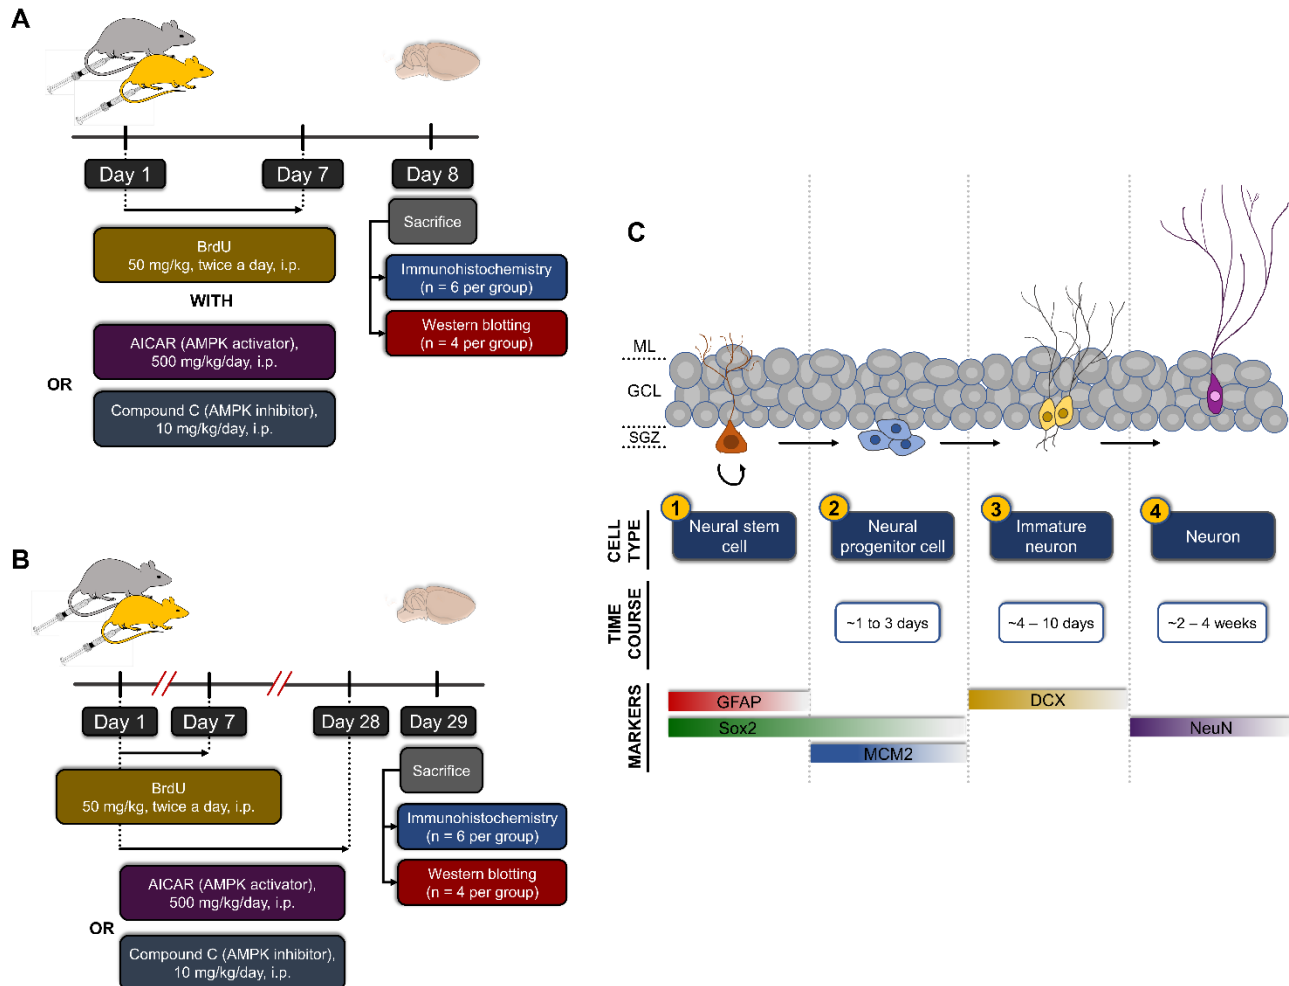 A
Day 1
Day 7
Day 8
BrdU
50 mg/kg, twice a day, i.p.
WITH
AICAR (AMPK activator),
500 mg/kg/day, i.p.
OR
Compound C (AMPK inhibitor),
10 mg/kg/day, i.p.
Sacrifice
Immunohistochemistry
(n = 6 per group)
Western blotting
(n = 4 per group)
B
Day 1
Day 7
Day 28
Day 29
BrdU
50 mg/kg, twice a day, i.p.
AICAR (AMPK activator),
500 mg/kg/day, i.p.
OR
Compound C (AMPK inhibitor),
10 mg/kg/day, i.p.
Sacrifice
Immunohistochemistry
(n = 6 per group)
Western blotting
(n = 4 per group)
C
ML
GCL
SGZ
CELL
TYPE
1
Neural stem
cell
2
Neural
progenitor cell
3
Immature
neuron
4
Neuron
TIME
COURSE
~1 to 3 days
~4 – 10 days
~2 – 4 weeks
MARKERS
GFAP
DCX
Sox2
NeuN
MCM2